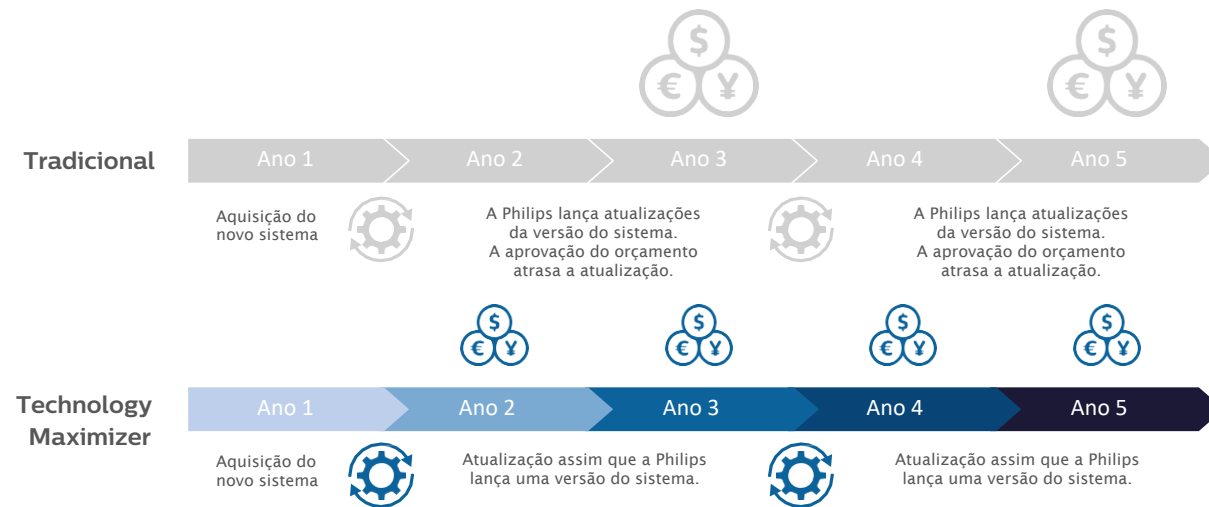 $
€ ¥
$
€ ¥
Tradicional
Ano 1
Ano 2
Ano 3
Ano 4
Ano 5
Aquisição do
novo sistema
A Philips lança atualizações
da versão do sistema.
A aprovação do orçamento
atrasa a atualização.
A Philips lança atualizações
da versão do sistema.
A aprovação do orçamento
atrasa a atualização.
$
€ ¥
$
€ ¥
$
€ ¥
$
€ ¥
Technology
Maximizer
Ano 1
Ano 2
Ano 3
Ano 4
Ano 5
Aquisição do
novo sistema
Atualização assim que a Philips
lança uma versão do sistema.
Atualização assim que a Philips
lança uma versão do sistema.